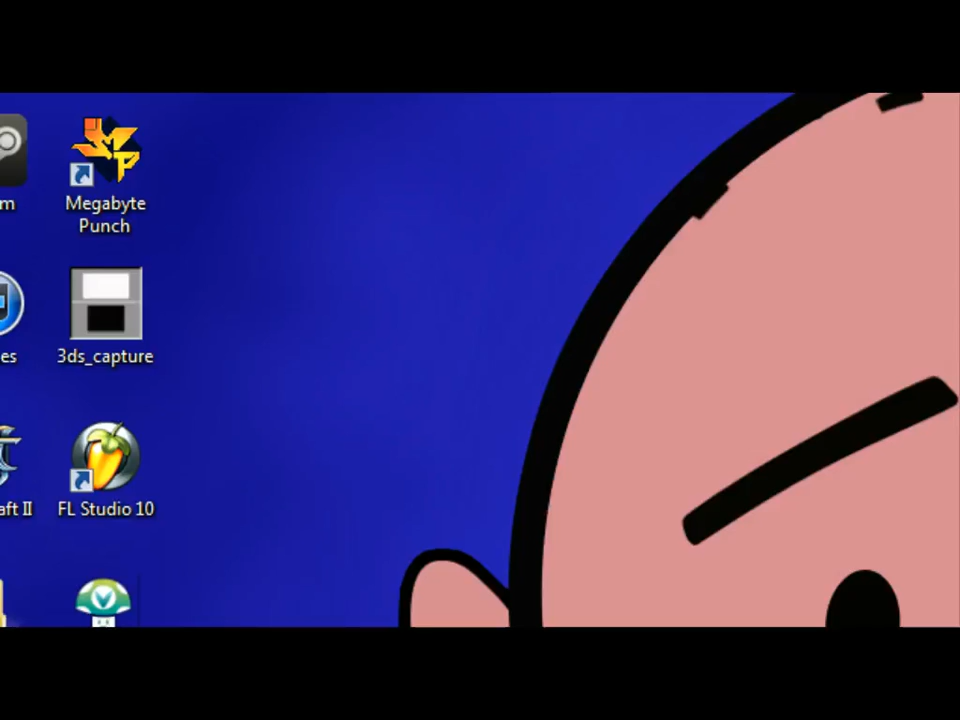 m
Megabyte
Punch
es
3ds_capture
aft II
FL Studio 10